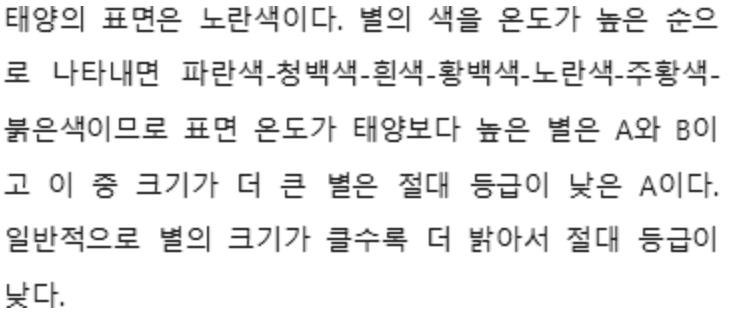 태양의 표면은 노란색이다. 별의 색을 온도가 높은 순으
로 나타내면 파란색-청백색-흰색-황백색-노란색-주황색-
붉은색이므로 표면 온도가 태양보다 높은 별은 A와 B이
고 이 중 크기가 더 큰 별은 절대 등급이 낮은 A이다.
일반적으로 별의 크기가 클수록 더 밝아서 절대 등급이
낮다.